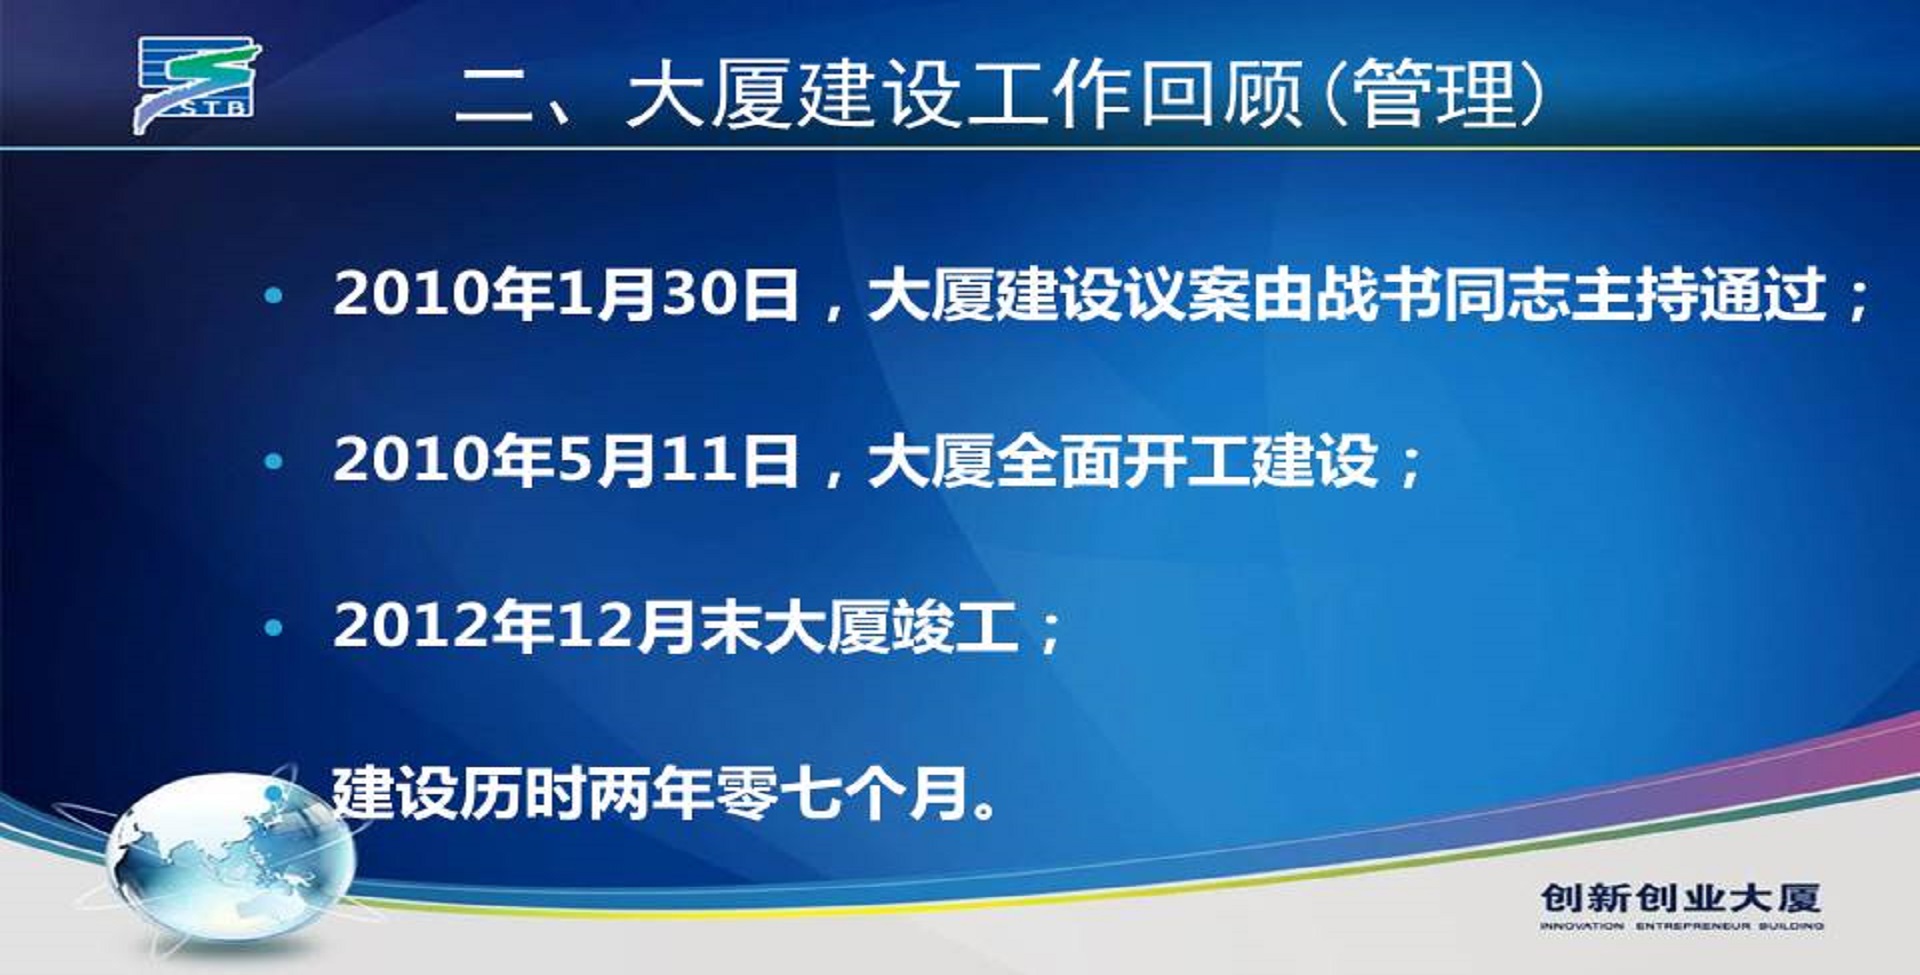 STB
二、大厦建设工作回顾(管理)
• 2010年1月30日，大厦建设议案由战书同志主持通过；
• 2010年5月11日，大厦全面开工建设；
• 2012年12月末大厦竣工；
• 建设历时两年零七个月。
创新创业大厦
INNOVATION ENTREPRENEUR BUILDING